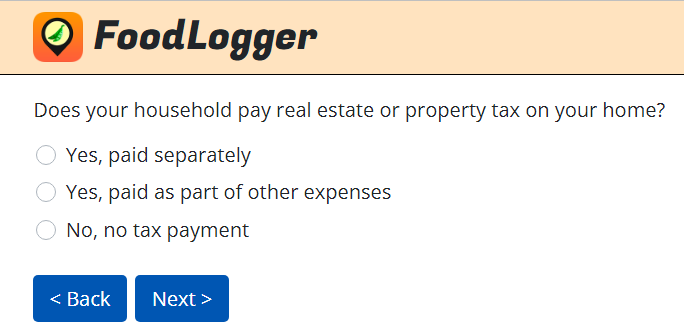 FoodLogger
Does your household pay real estate or property tax on your home?
Yes, paid separately
Yes, paid as part of other expenses
No, no tax payment
< Back Next >